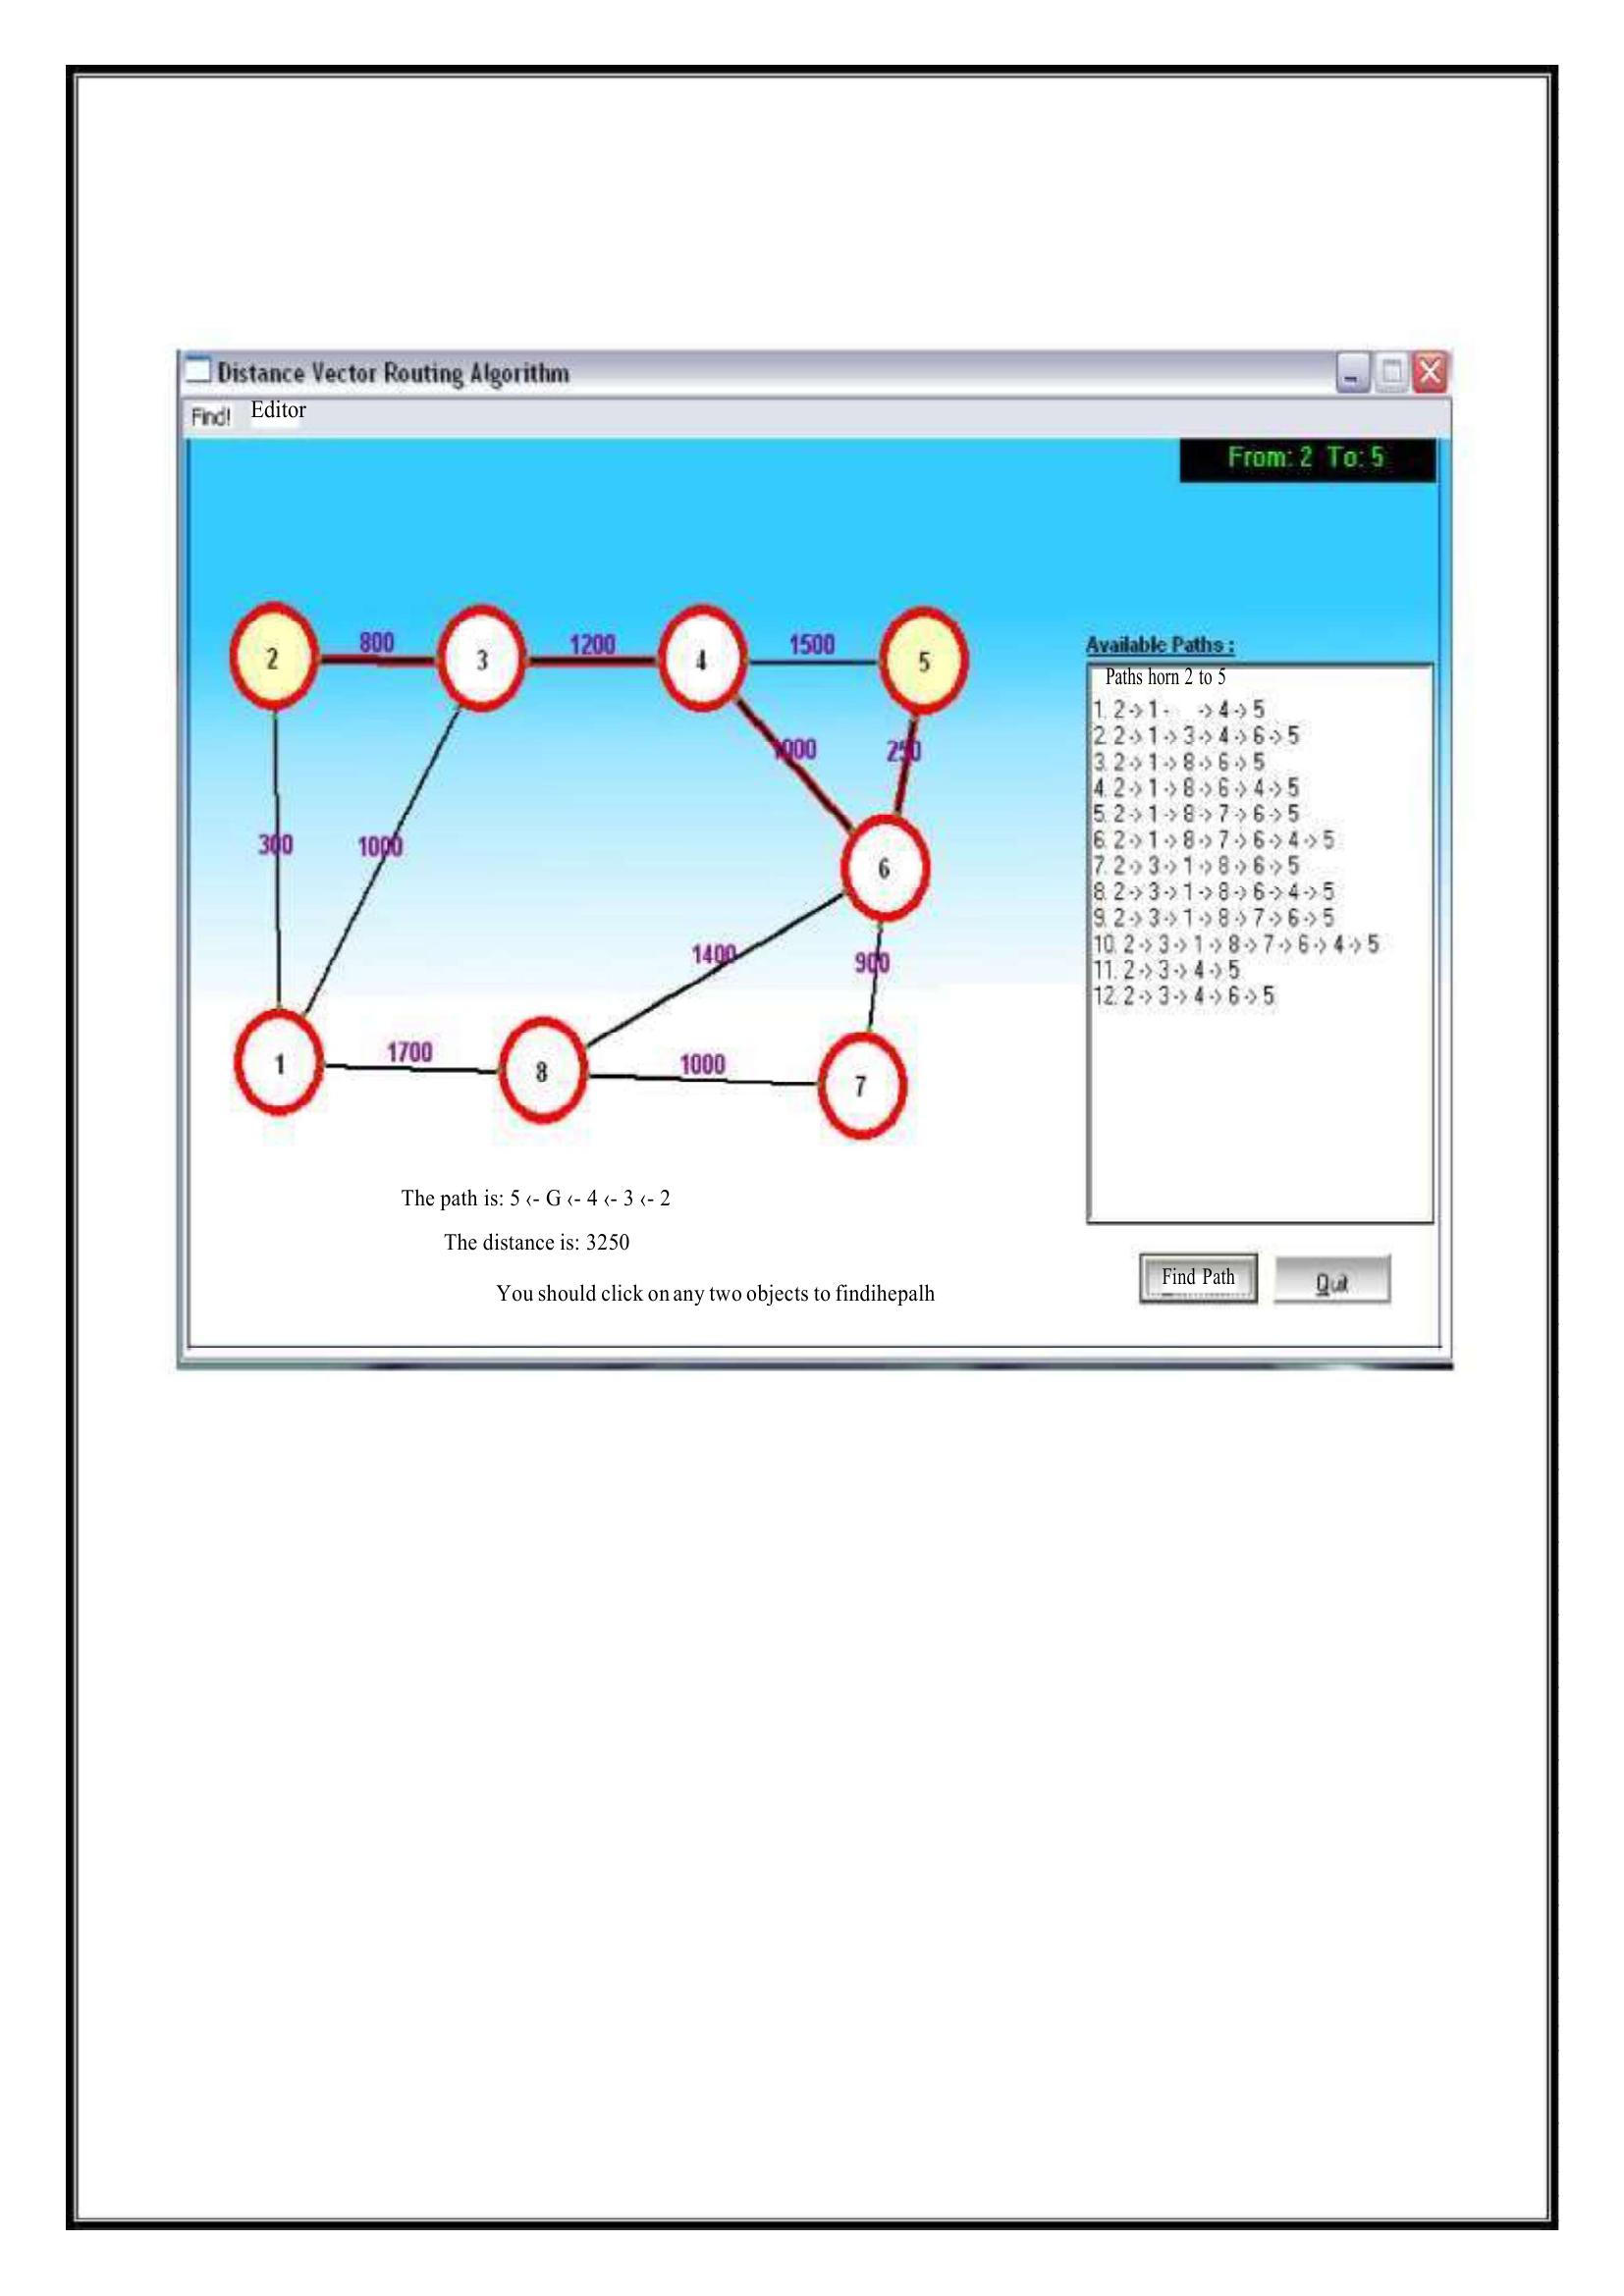 Distance Vector Routing Algorithm
Find! Editor
From: 2 To: 5
2 800 3 1200 4 1500 5
Available Paths :
Paths horn 2 to 5
1. 2 -> 1 - -> 4 -> 5
2. 2 -> 1 -> 3 -> 4 -> 6 -> 5
3. 2 -> 1 -> 8 -> 6 -> 5
4. 2 -> 1 -> 8 -> 6 -> 4 -> 5
5. 2 -> 1 -> 8 -> 7 -> 6 -> 5
6. 2 -> 1 -> 8 -> 7 -> 6 -> 4 -> 5
7. 2 -> 3 -> 1 -> 8 -> 6 -> 5
8. 2 -> 3 -> 1 -> 8 -> 6 -> 4 -> 5
9. 2 -> 3 -> 1 -> 8 -> 7 -> 6 -> 5
10. 2 -> 3 -> 1 -> 8 -> 7 -> 6 -> 4 -> 5
11. 2 -> 3 -> 4 -> 5
12. 2 -> 3 -> 4 -> 6 -> 5
1000 250
300 1000
6
1400 900
1 1700 8 1000 7
The path is: 5 ‹- G ‹- 4 ‹- 3 ‹- 2
The distance is: 3250
You should click on any two objects to findihepalh
Find Path Quit